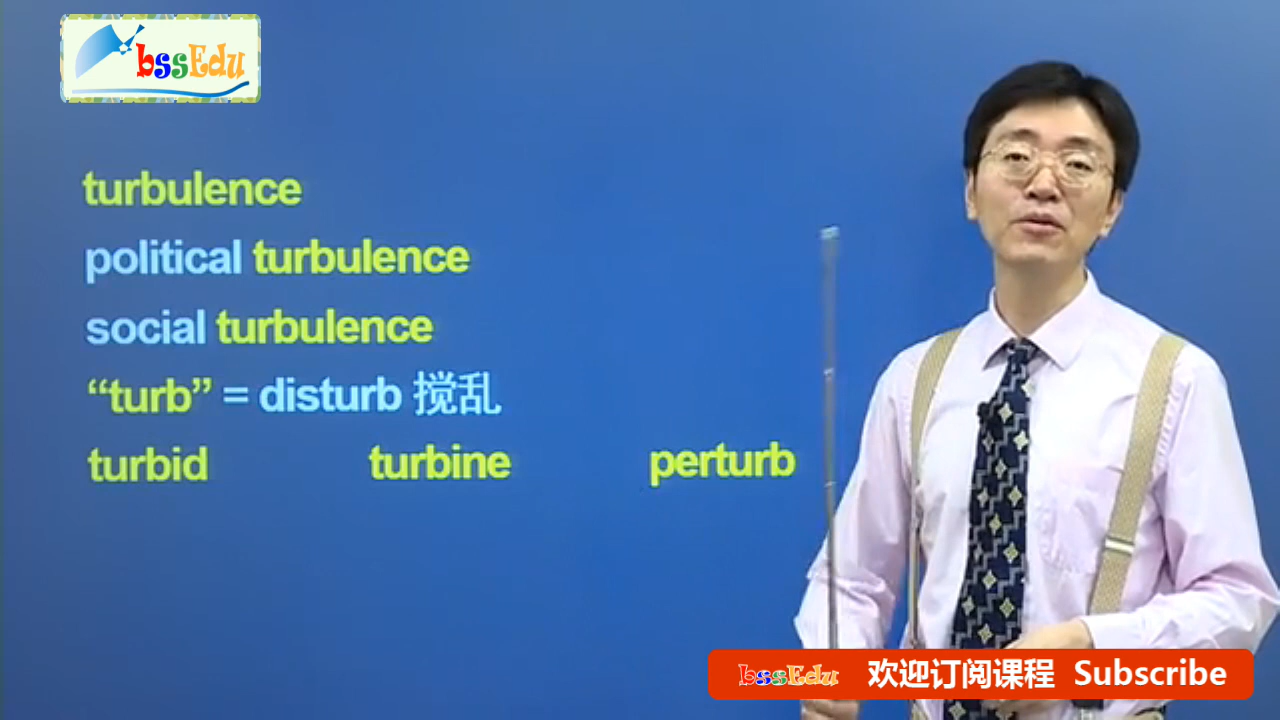 bssEdu
turbulence
political turbulence
social turbulence
“turb” = disturb 搅乱
turbid turbine perturb
bssEdu 欢迎订阅课程 Subscribe